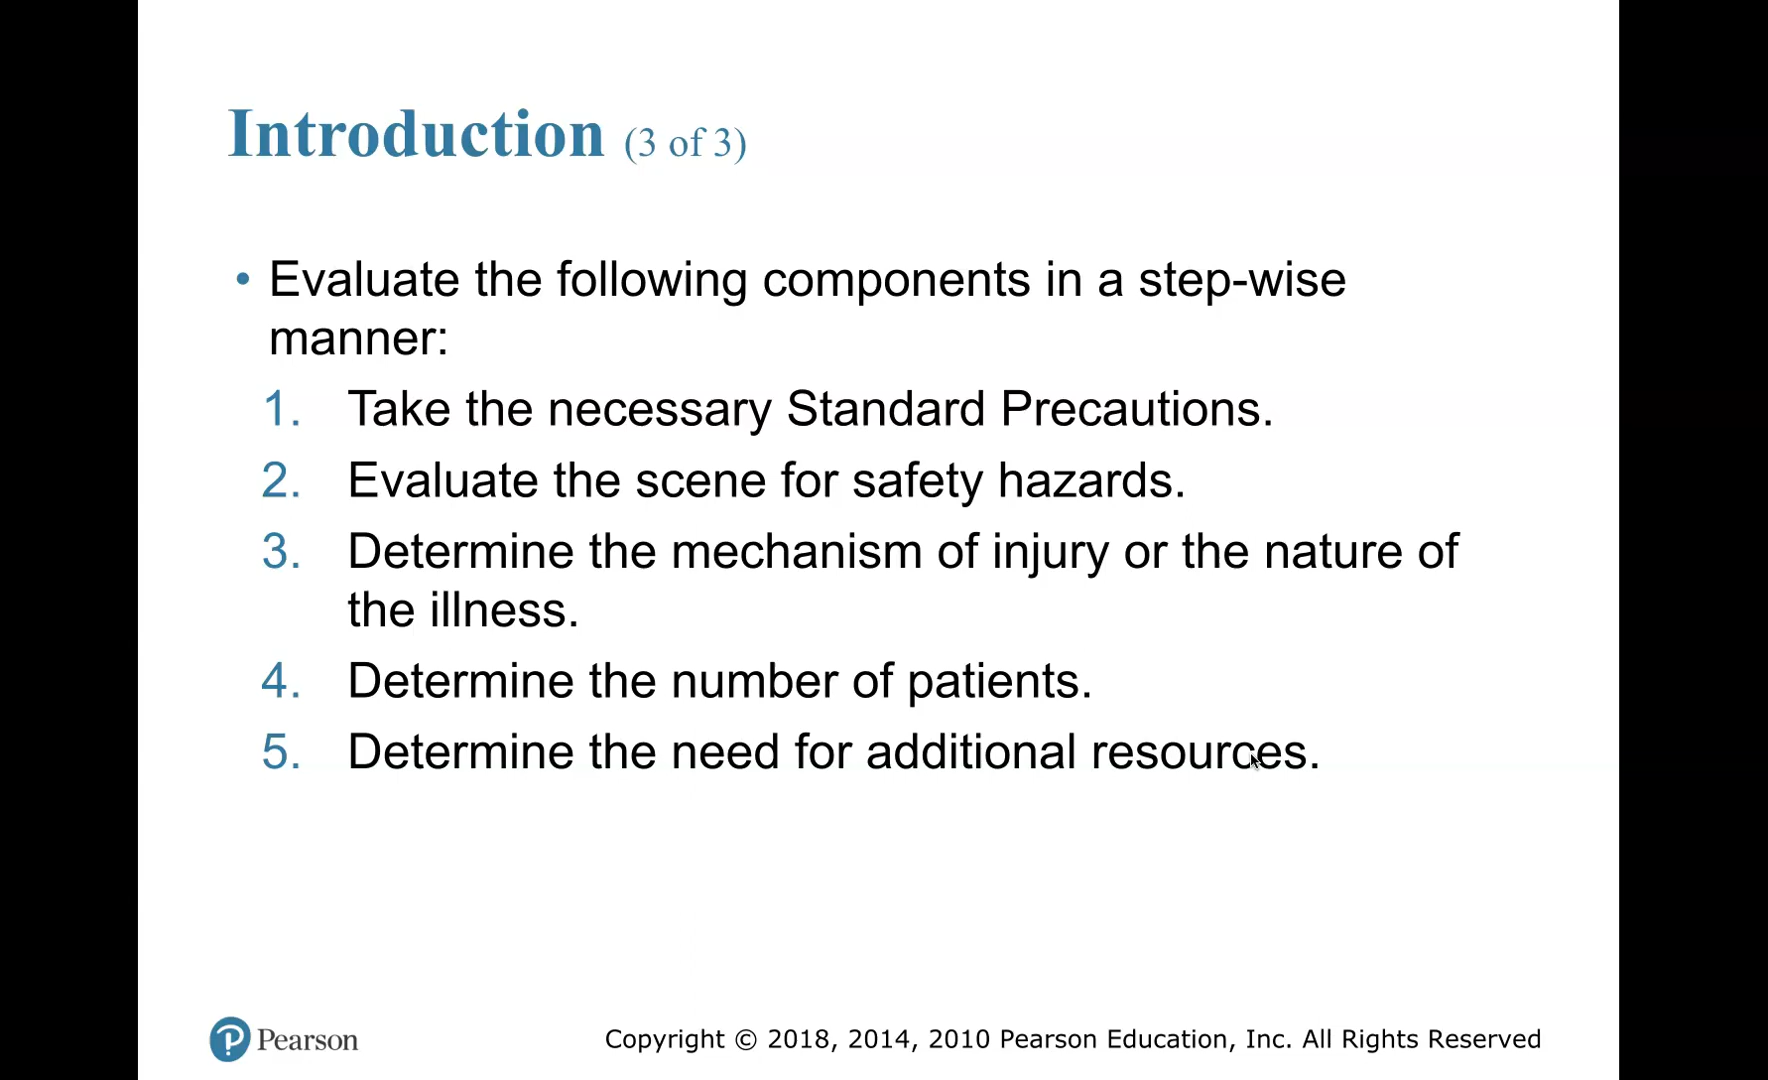 Introduction (3 of 3)
• Evaluate the following components in a step-wise
manner:
1. Take the necessary Standard Precautions.
2. Evaluate the scene for safety hazards.
3. Determine the mechanism of injury or the nature of
the illness.
4. Determine the number of patients.
5. Determine the need for additional resources.
P Pearson
Copyright © 2018, 2014, 2010 Pearson Education, Inc. All Rights Reserved